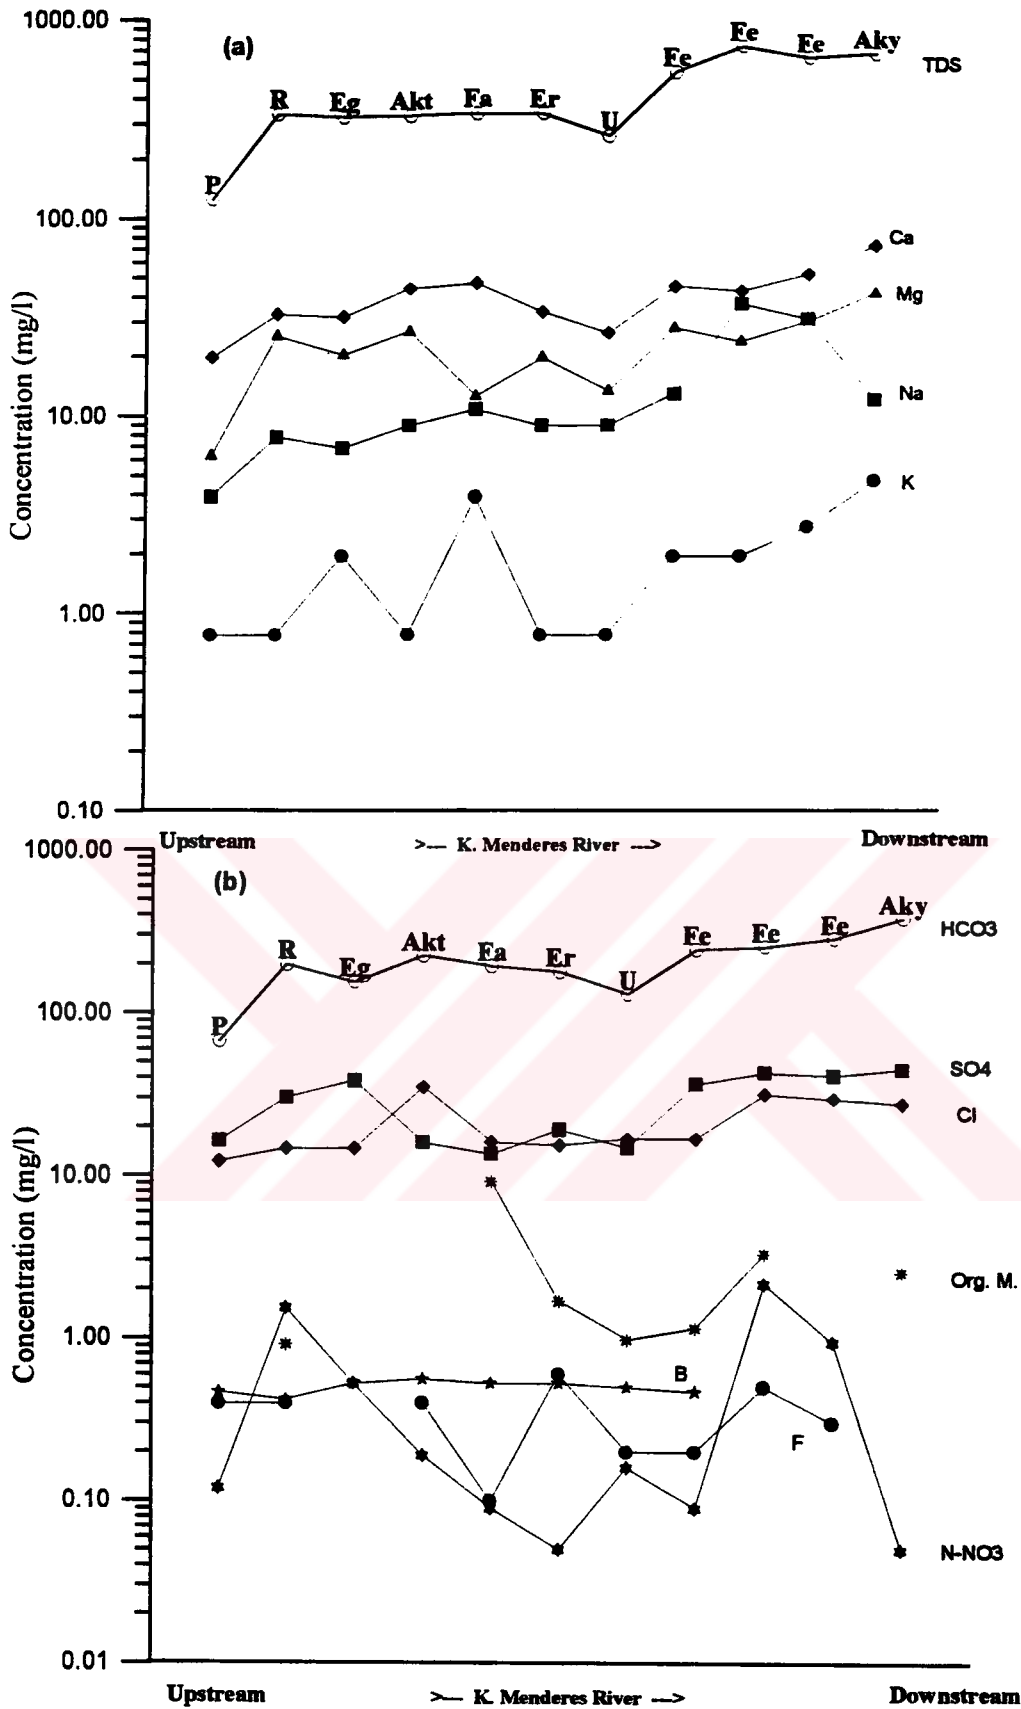 1000.00
(a)
Fe
Fe
Fe
Aky
TDS
R
Eg
Akt
Fa
Er
U
P
100.00
Ca
Mg
Concentration (mg/l)
10.00
Na
K
1.00
0.10
Upstream >--- K. Menderes River ---> Downstream
1000.00
(b)
Aky
HCO3
R
Eg
Akt
Fa
Er
U
Fe
Fe
Fe
100.00
P
SO4
Cl
Concentration (mg/l)
10.00
Org. M.
1.00
B
F
0.10
N-NO3
0.01
Upstream >--- K. Menderes River ---> Downstream